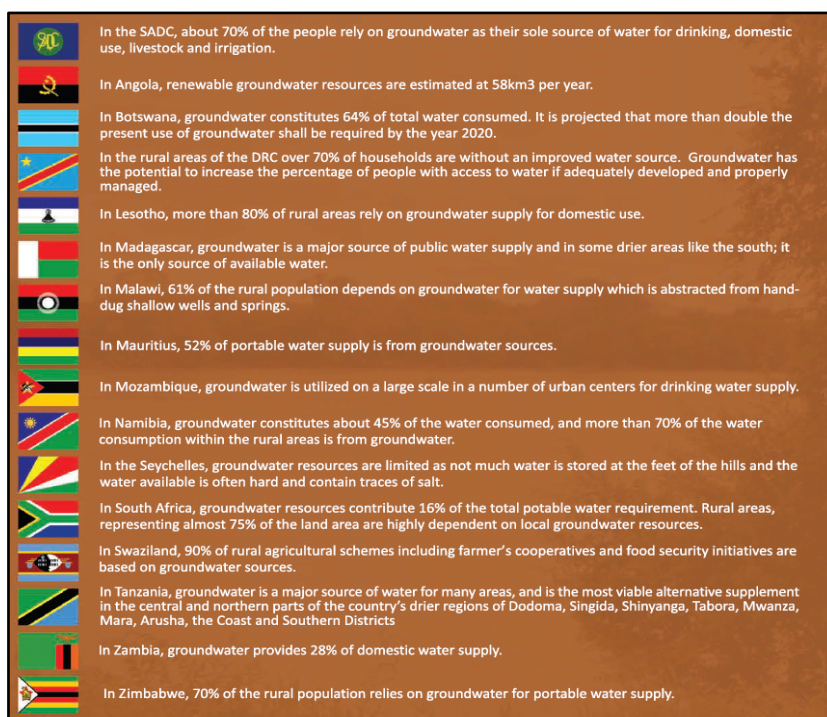 In the SADC, about 70% of the people rely on groundwater as their sole source of water for drinking, domestic
use, livestock and irrigation.
In Angola, renewable groundwater resources are estimated at 58km3 per year.
In Botswana, groundwater constitutes 64% of total water consumed. It is projected that more than double the
present use of groundwater shall be required by the year 2020.
In the rural areas of the DRC over 70% of households are without an improved water source. Groundwater has
the potential to increase the percentage of people with access to water if adequately developed and properly
managed.
In Lesotho, more than 80% of rural areas rely on groundwater supply for domestic use.
In Madagascar, groundwater is a major source of public water supply and in some drier areas like the south; it
is the only source of available water.
In Malawi, 61% of the rural population depends on groundwater for water supply which is abstracted from hand-
dug shallow wells and springs.
In Mauritius, 52% of portable water supply is from groundwater sources.
In Mozambique, groundwater is utilized on a large scale in a number of urban centers for drinking water supply.
In Namibia, groundwater constitutes about 45% of the water consumed, and more than 70% of the water
consumption within the rural areas is from groundwater.
In the Seychelles, groundwater resources are limited as not much water is stored at the feet of the hills and the
water available is often hard and contain traces of salt.
In South Africa, groundwater resources contribute 16% of the total potable water requirement. Rural areas,
representing almost 75% of the land area are highly dependent on local groundwater resources.
In Swaziland, 90% of rural agricultural schemes including farmer's cooperatives and food security initiatives are
based on groundwater sources.
In Tanzania, groundwater is a major source of water for many areas, and is the most viable alternative supplement
in the central and northern parts of the country's drier regions of Dodoma, Singida, Shinyanga, Tabora, Mwanza,
Mara, Arusha, the Coast and Southern Districts
In Zambia, groundwater provides 28% of domestic water supply.
In Zimbabwe, 70% of the rural population relies on groundwater for portable water supply.